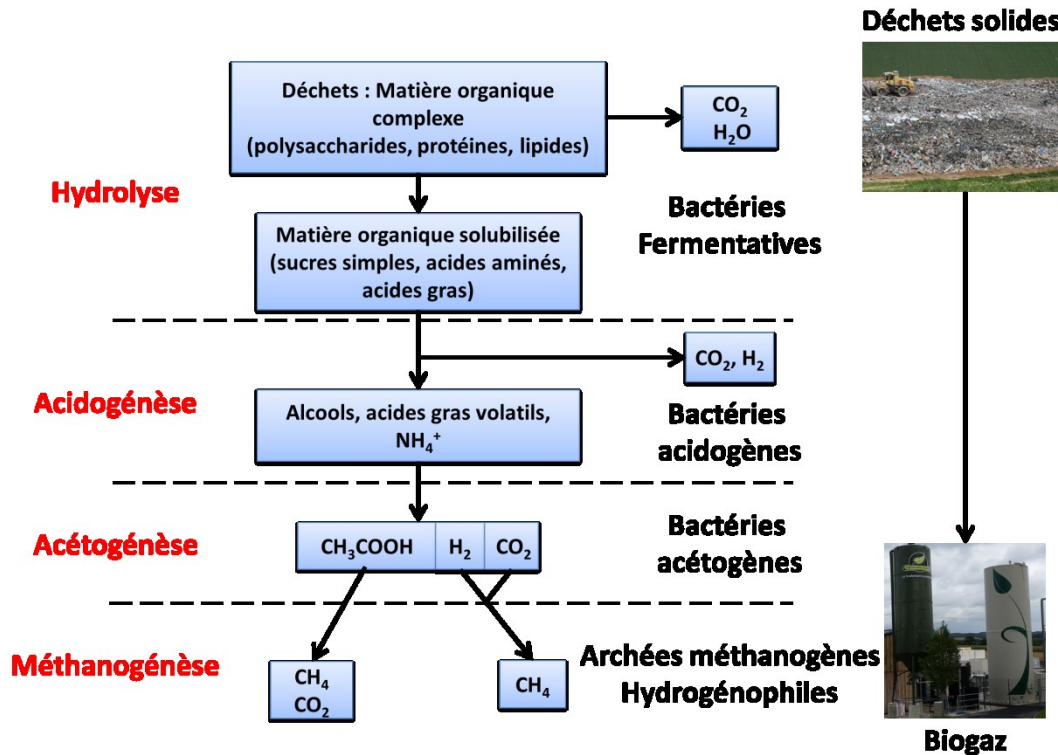 Déchets solides
Déchets : Matière organique
complexe
(polysaccharides, protéines, lipides)
CO₂
H₂O
Hydrolyse
Bactéries
Fermentatives
Matière organique solubilisée
(sucres simples, acides aminés,
acides gras)
CO₂, H₂
Acidogénèse
Alcools, acides gras volatils,
NH₄⁺
Bactéries
acidogènes
Acétogénèse
CH₃COOH
H₂
CO₂
Bactéries
acétogènes
Méthanogénèse
CH₄
CO₂
CH₄
Archées méthanogènes
Hydrogénophiles
Biogaz